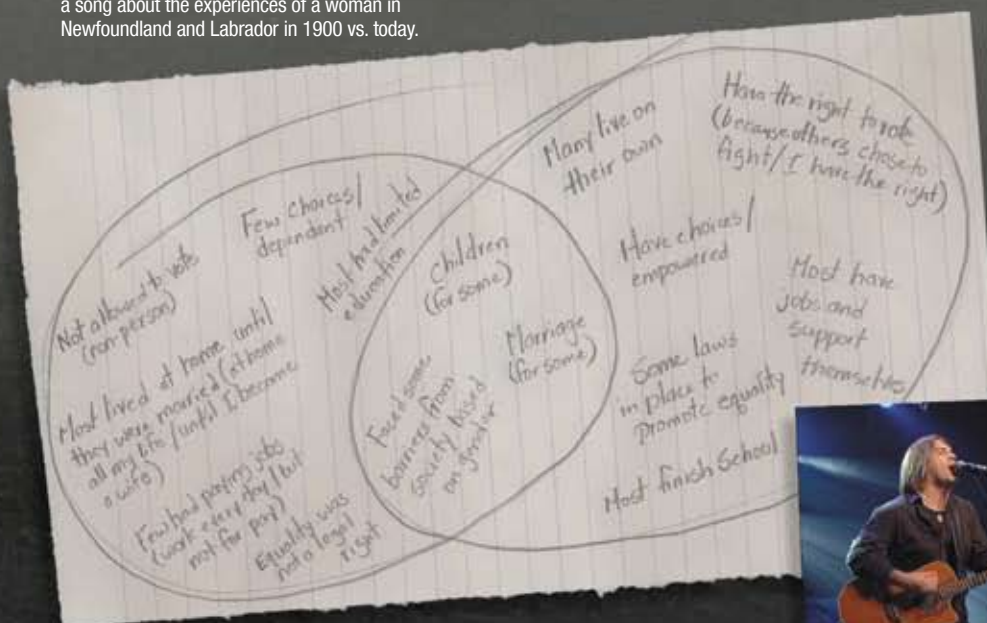 a song about the experiences of a woman in
Newfoundland and Labrador in 1900 vs. today.
Few choices/
dependent
Most had limited
education
Not allowed to vote
(non-person)
Most lived at home until
they were married (at home
all my life/until I become
a wife)
Few had paying jobs
(work every day/but
not for pay)
Equality was
not a legal
right
Children
(for some)
Marriage
(for some)
Faced some
barriers from
society based
on gender
Many live on
their own
Have the right to vote
(because others chose to
fight/I have the right)
Have choices/
empowered
Most have
jobs and
support
themselves
Some laws
in place to
promote equality
Most finish School